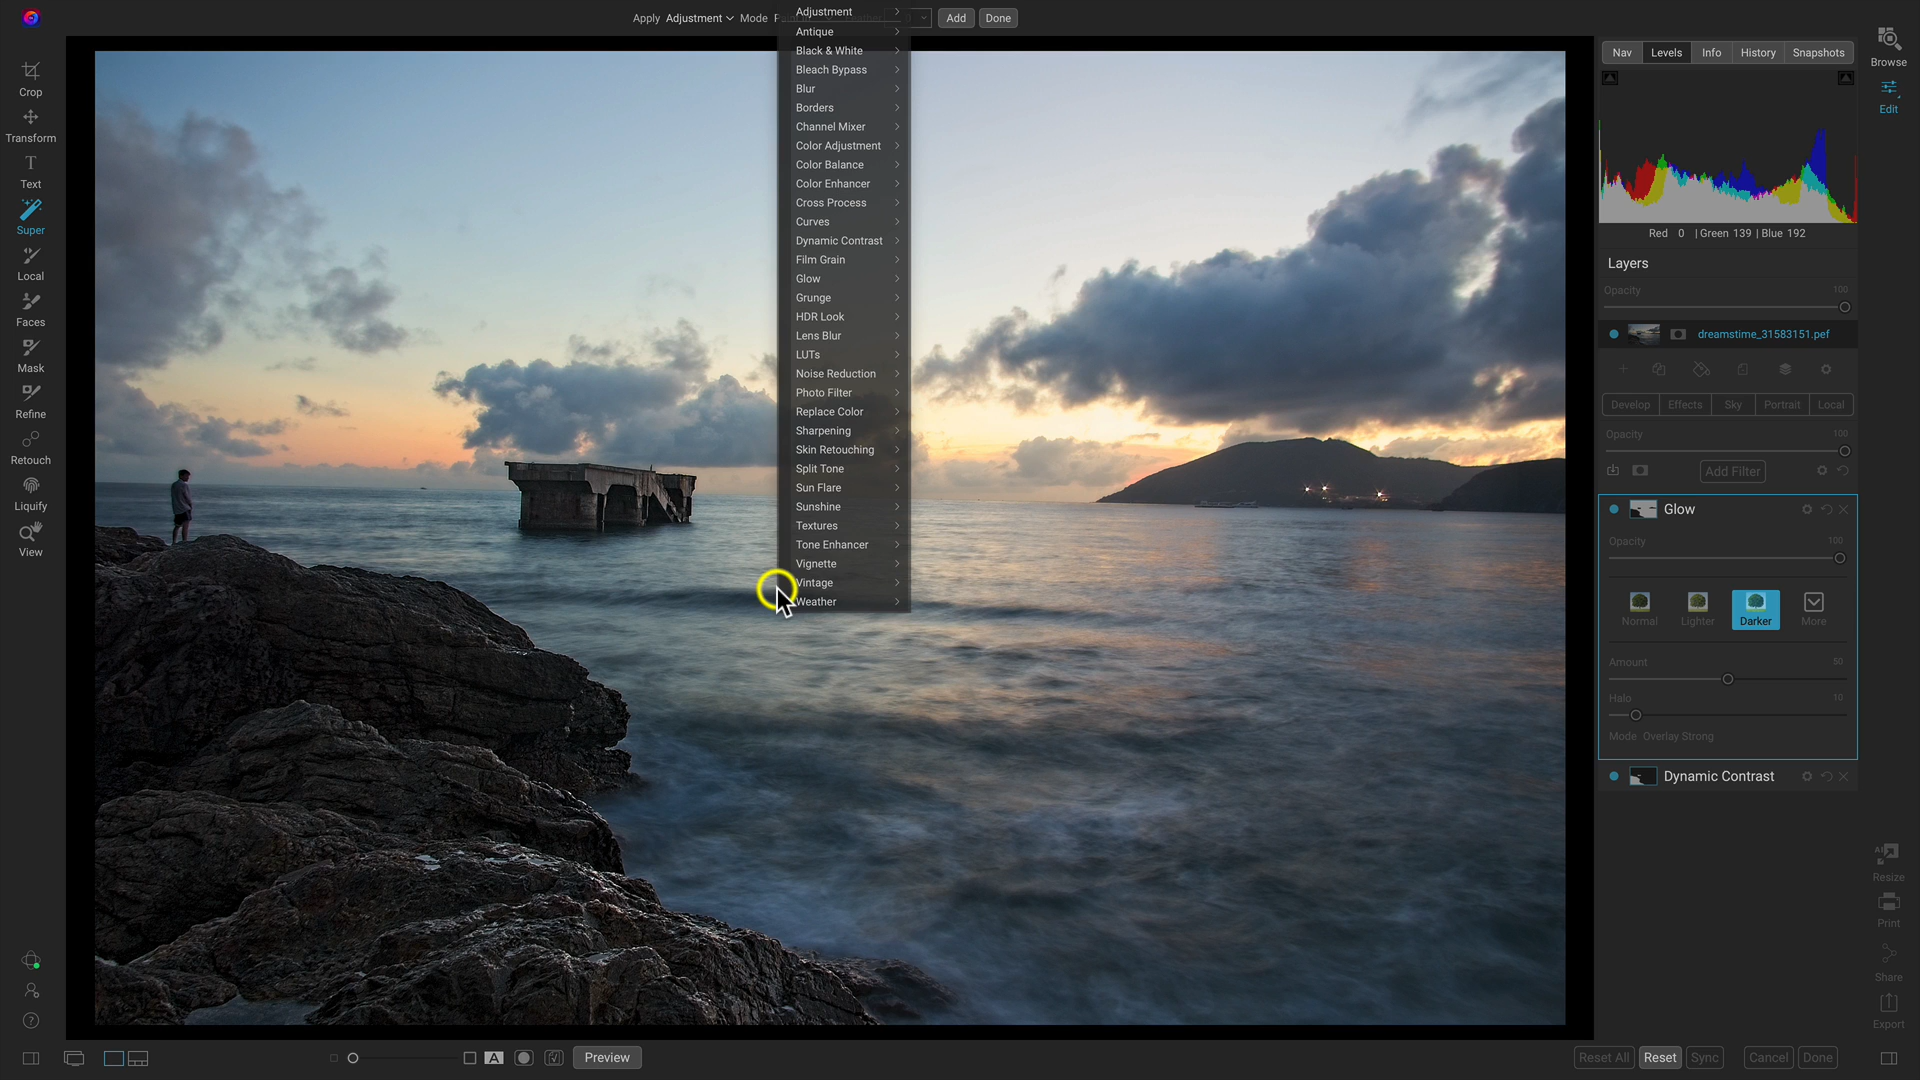 Apply Adjustment Mode
Add
Done
Crop
Transform
Text
Super
Local
Faces
Mask
Refine
Retouch
Liquify
View
Adjustment
Antique
Black & White
Bleach Bypass
Blur
Borders
Channel Mixer
Color Adjustment
Color Balance
Color Enhancer
Cross Process
Curves
Dynamic Contrast
Film Grain
Glow
Grunge
HDR Look
Lens Blur
LUTs
Noise Reduction
Photo Filter
Replace Color
Sharpening
Skin Retouching
Split Tone
Sun Flare
Sunshine
Textures
Tone Enhancer
Vignette
Vintage
Weather
Nav Levels Info History Snapshots
Red 0 | Green 139 | Blue 192
Layers
Opacity 100
dreamstime_31583151.pef
Develop Effects Sky Portrait Local
Opacity 100
Add Filter
Glow
Opacity 100
Normal Lighter Darker More
Amount 50
Halo 10
Mode Overlay Strong
Dynamic Contrast
Browse
Edit
AI
Resize
Print
Share
Export
A
Preview
Reset All Reset Sync Cancel Done